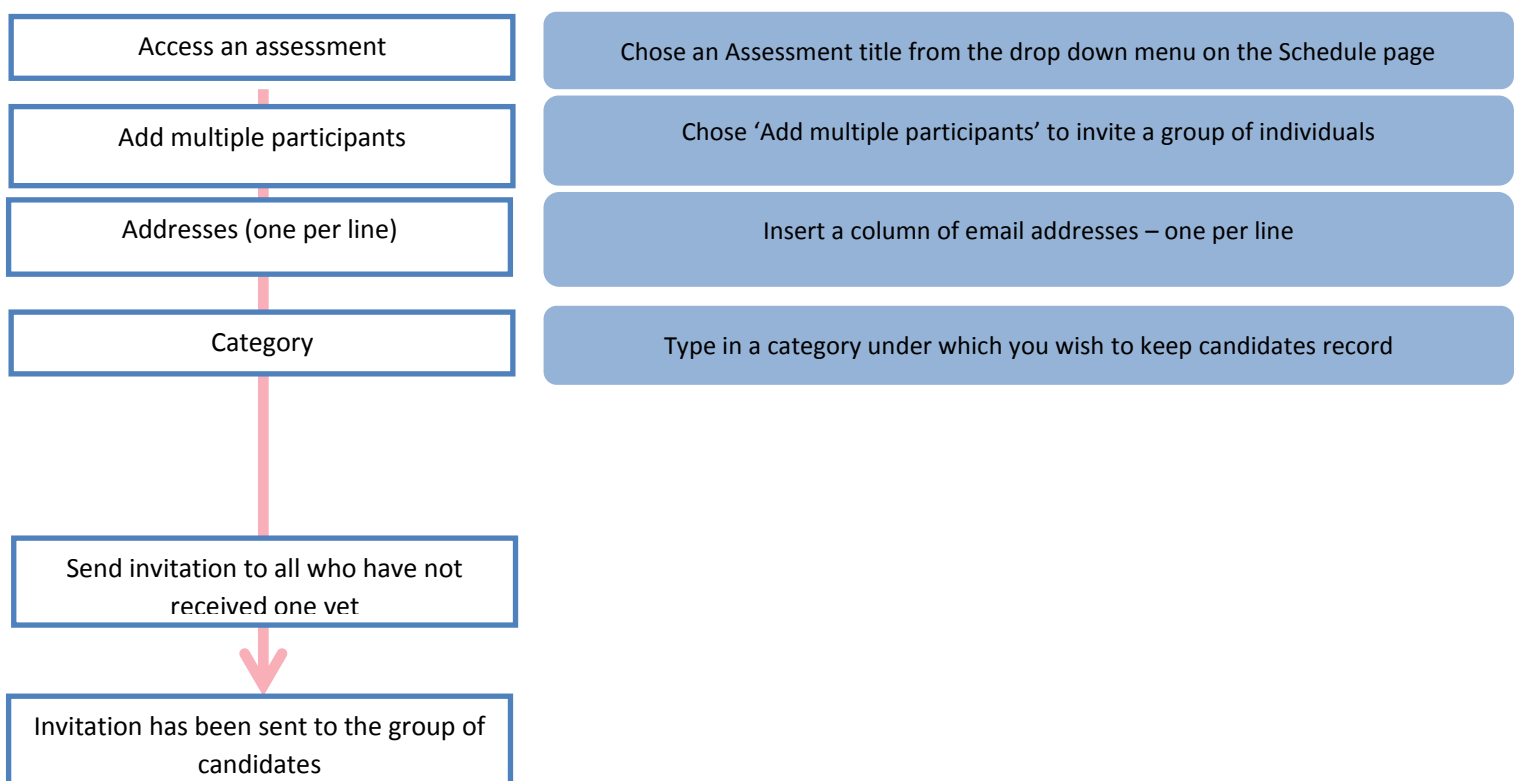 Access an assessment
Chose an Assessment title from the drop down menu on the Schedule page
Add multiple participants
Chose ‘Add multiple participants’ to invite a group of individuals
Addresses (one per line)
Insert a column of email addresses – one per line
Category
Type in a category under which you wish to keep candidates record
Send invitation to all who have not
received one yet
Invitation has been sent to the group of
candidates